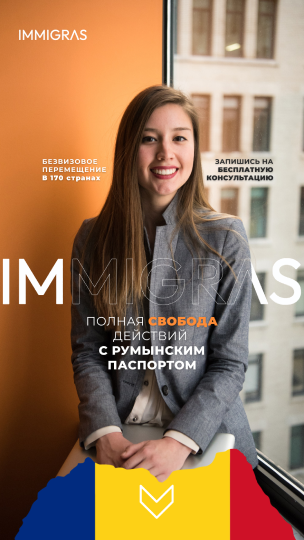 IMMIGRAS
БЕЗВИЗОВОЕ
ПЕРЕМЕЩЕНИЕ
В 170 странах
ЗАПИШИСЬ НА
БЕСПЛАТНУЮ
КОНСУЛЬТАЦИЮ
IMMIGRAS
ПОЛНАЯ СВОБОДА
ДЕЙСТВИЙ
С РУМЫНСКИМ
ПАСПОРТОМ